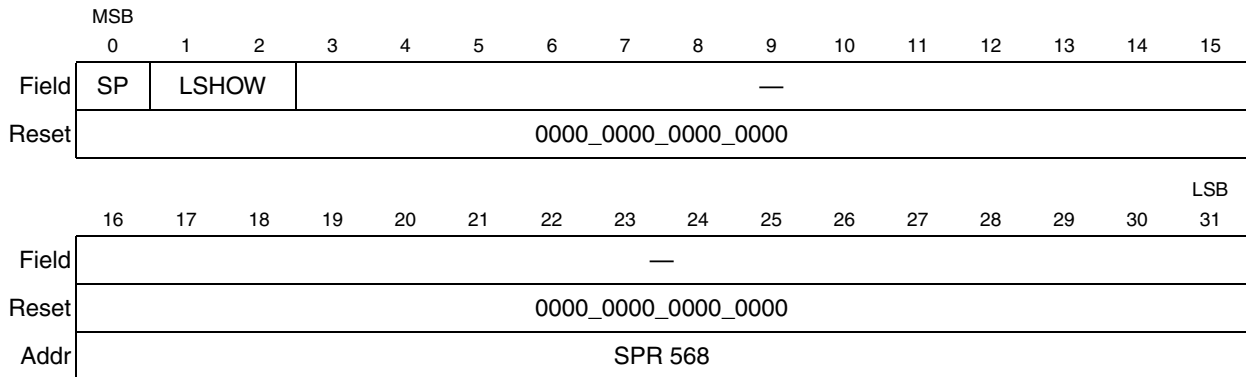 MSB
0 1 2 3 4 5 6 7 8 9 10 11 12 13 14 15
Field SP LSHOW —
Reset 0000_0000_0000_0000
LSB
16 17 18 19 20 21 22 23 24 25 26 27 28 29 30 31
Field —
Reset 0000_0000_0000_0000
Addr SPR 568